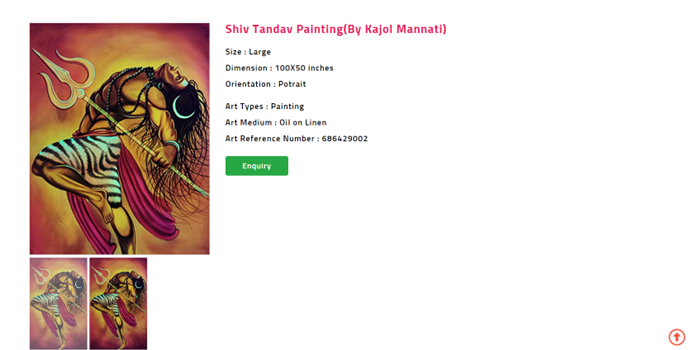 Shiv Tandav Painting(By Kajol Mannati)
Size : Large
Dimension : 100X50 inches
Orientation : Potrait
Art Types : Painting
Art Medium : Oil on Linen
Art Reference Number : 686429002
Enquiry